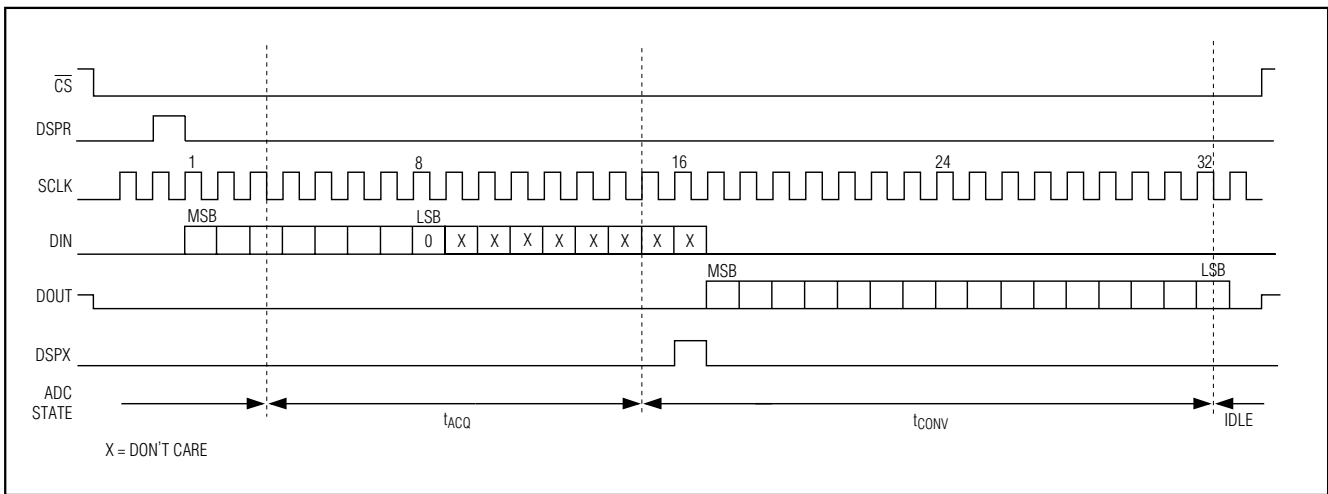 CS
DSPR
1 8 16 24 32
SCLK
MSB LSB
DIN 0 X X X X X X X X
MSB LSB
DOUT
DSPX
ADC
STATE
tACQ tCONV IDLE
X = DON'T CARE